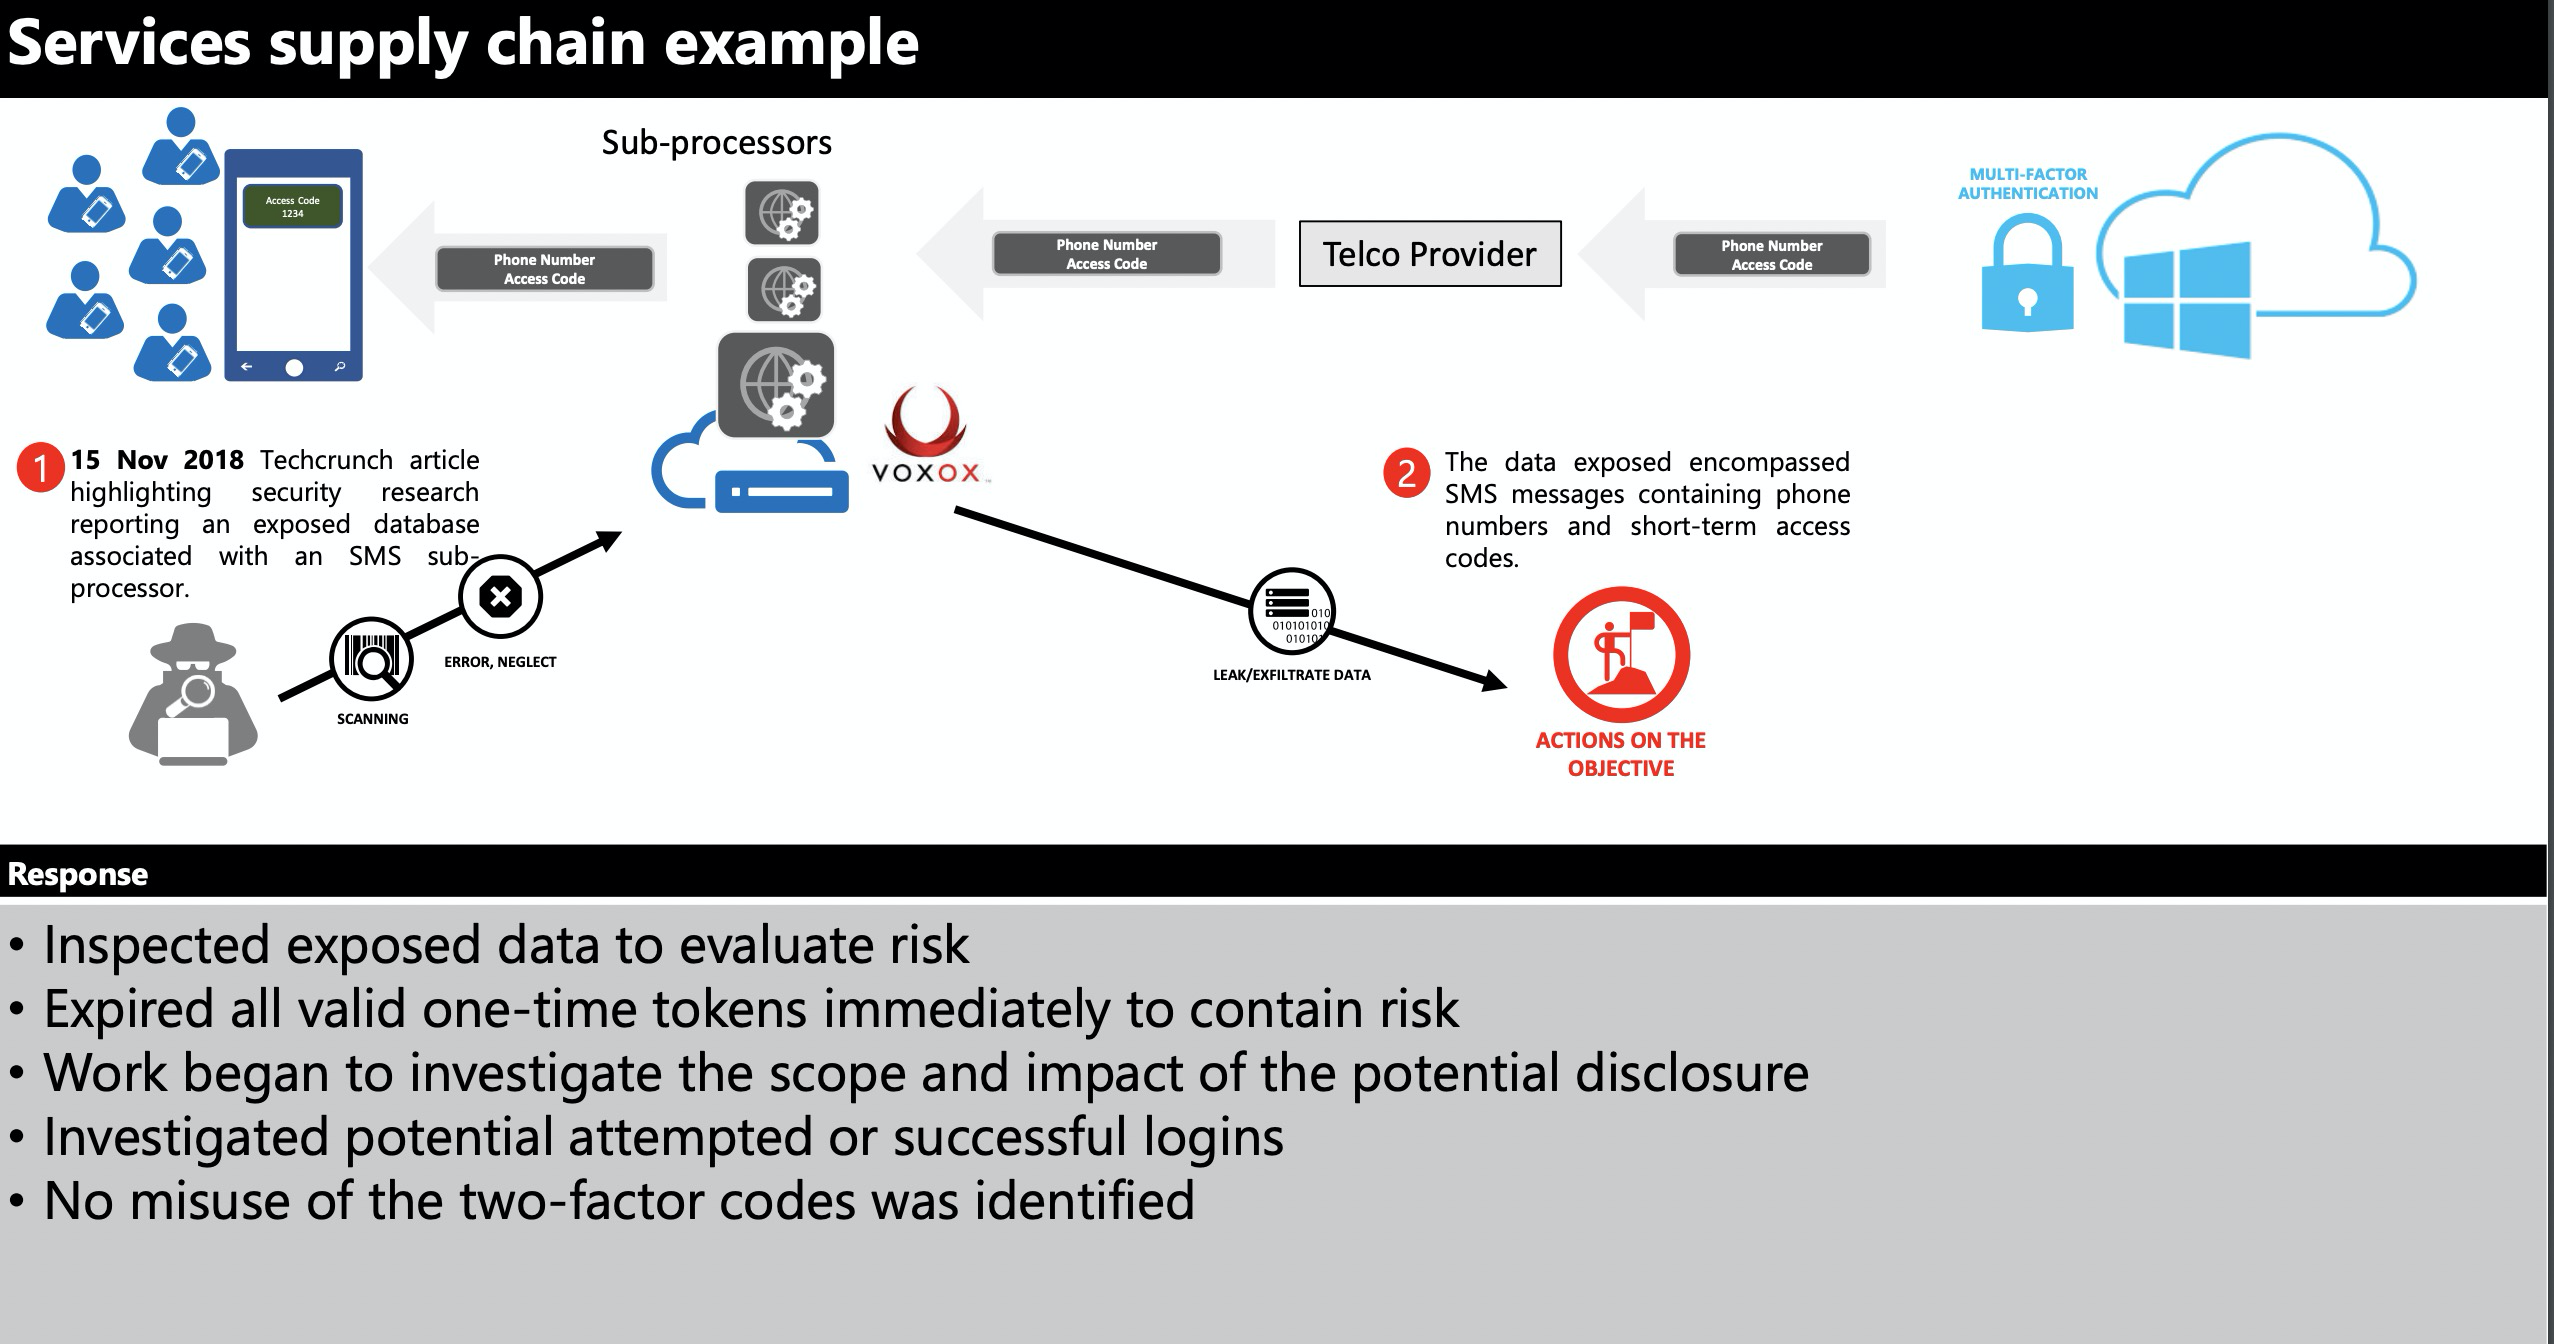 Services supply chain example
Sub-processors
MULTI-FACTOR
AUTHENTICATION
Access Code
1234
Phone Number
Access Code
Phone Number
Access Code
Telco Provider
Phone Number
Access Code
VOXOX
1
15 Nov 2018 Techcrunch article
highlighting security research
reporting an exposed database
associated with an SMS sub-
processor.
2
The data exposed encompassed
SMS messages containing phone
numbers and short-term access
codes.
010
010101010
01010
ERROR, NEGLECT
SCANNING
LEAK/EXFILTRATE DATA
ACTIONS ON THE
OBJECTIVE
Response
• Inspected exposed data to evaluate risk
• Expired all valid one-time tokens immediately to contain risk
• Work began to investigate the scope and impact of the potential disclosure
• Investigated potential attempted or successful logins
• No misuse of the two-factor codes was identified